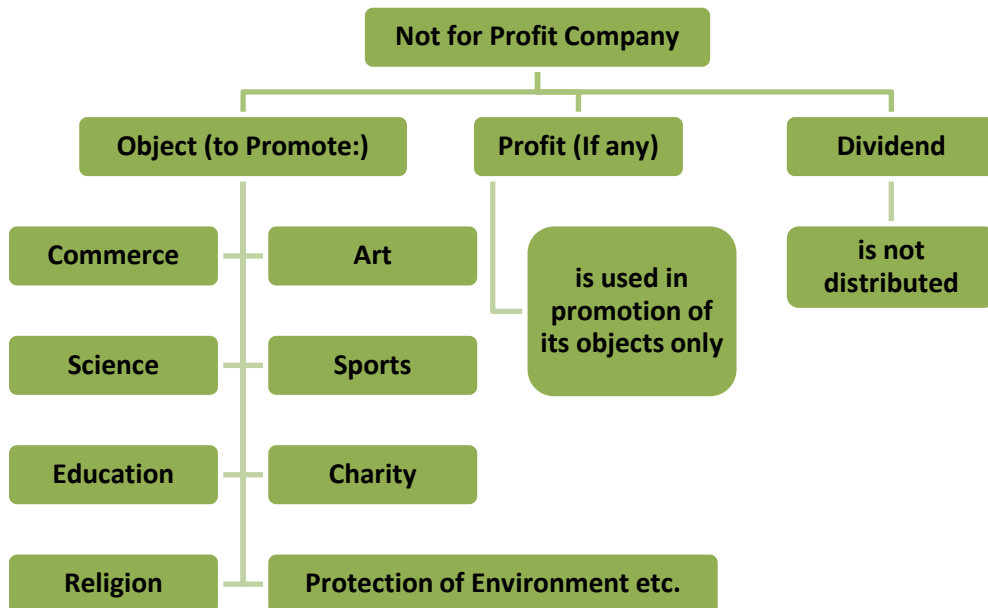 Not for Profit Company
Object (to Promote:)
Profit (If any)
Dividend
Commerce
Art
is used in
promotion of
its objects only
is not
distributed
Science
Sports
Education
Charity
Religion
Protection of Environment etc.